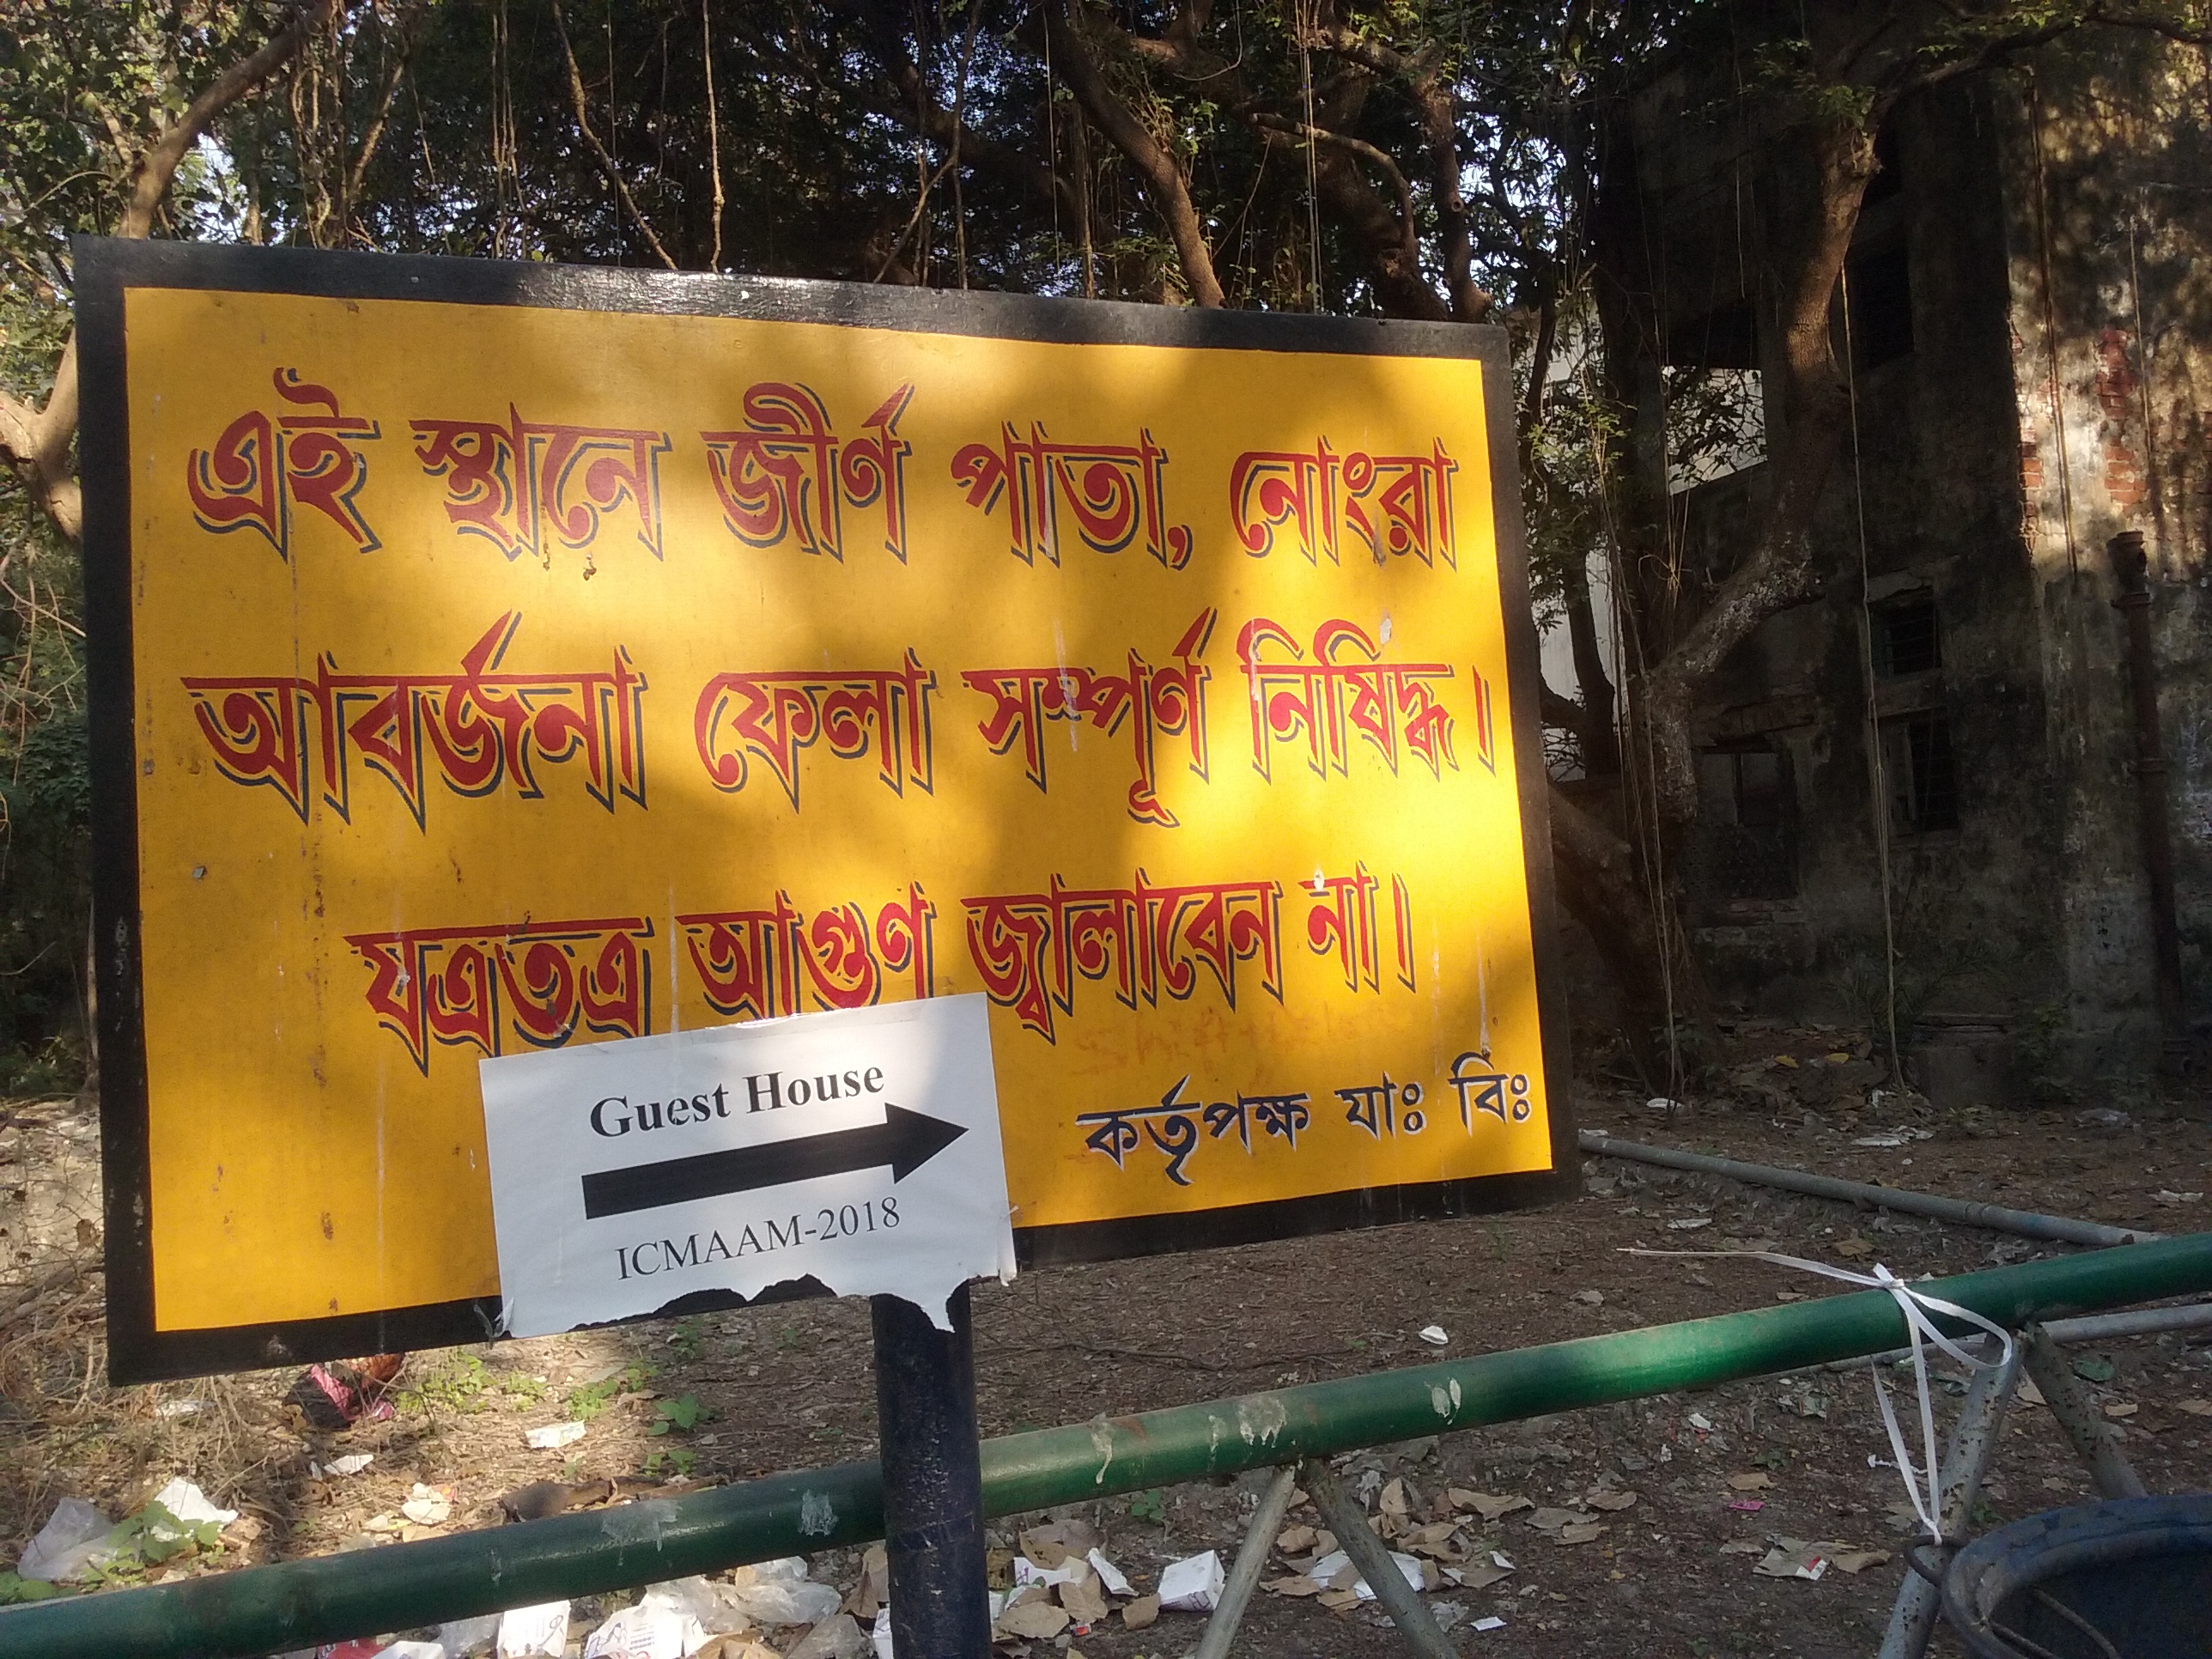 এই স্থানে জীর্ণ পাতা, নোংরা
আবর্জনা ফেলা সম্পূর্ণ নিষিদ্ধ।
যত্রতত্র আগুণ জ্বালাবেন না।
কর্তৃপক্ষ যাঃ বিঃ
Guest House
ICMAAM-2018